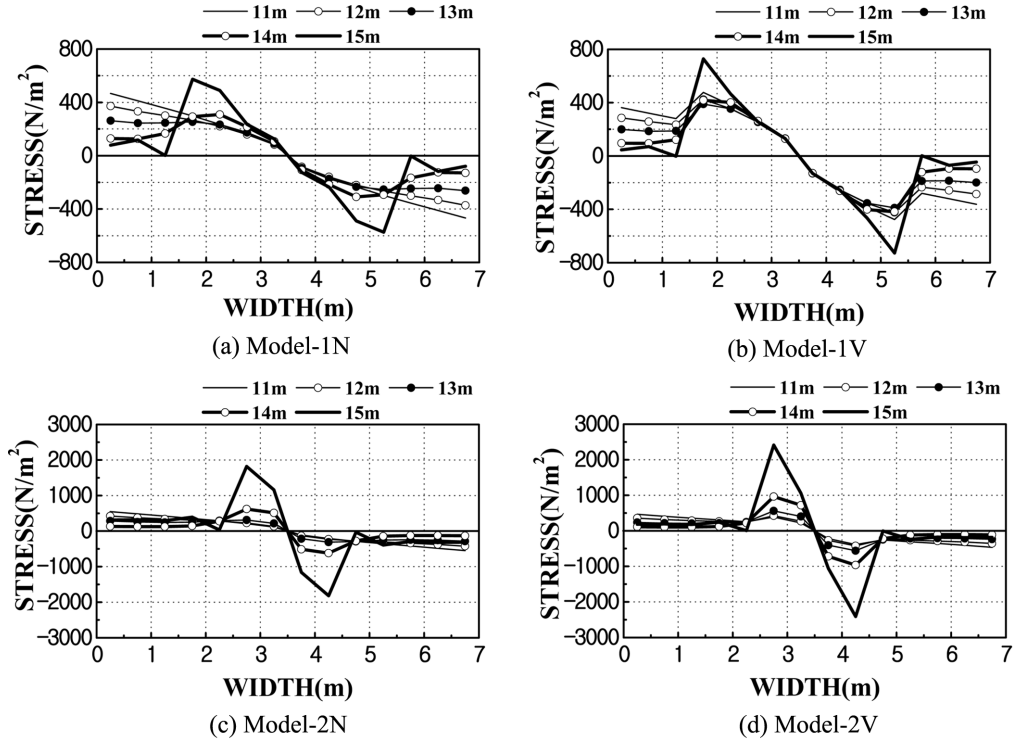 11m 12m 13m
14m 15m
STRESS(N/m²)
800
400
0
−400
−800
0 1 2 3 4 5 6 7
WIDTH(m)
(a) Model-1N
11m 12m 13m
14m 15m
STRESS(N/m²)
800
400
0
−400
−800
0 1 2 3 4 5 6 7
WIDTH(m)
(b) Model-1V
11m 12m 13m
14m 15m
STRESS(N/m²)
3000
2000
1000
0
−1000
−2000
−3000
0 1 2 3 4 5 6 7
WIDTH(m)
(c) Model-2N
11m 12m 13m
14m 15m
STRESS(N/m²)
3000
2000
1000
0
−1000
−2000
−3000
0 1 2 3 4 5 6 7
WIDTH(m)
(d) Model-2V